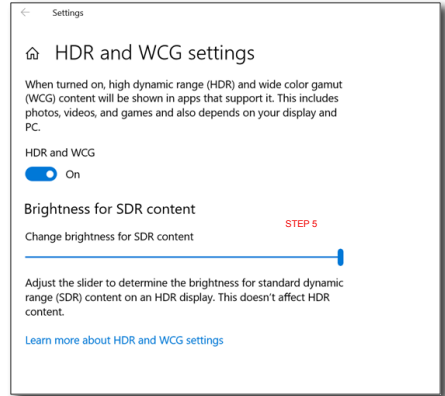 Settings
HDR and WCG settings
When turned on, high dynamic range (HDR) and wide color gamut
(WCG) content will be shown in apps that support it. This includes
photos, videos, and games and also depends on your display and
PC.
HDR and WCG
On
Brightness for SDR content
STEP 5
Change brightness for SDR content
Adjust the slider to determine the brightness for standard dynamic
range (SDR) content on an HDR display. This doesn't affect HDR
content.
Learn more about HDR and WCG settings